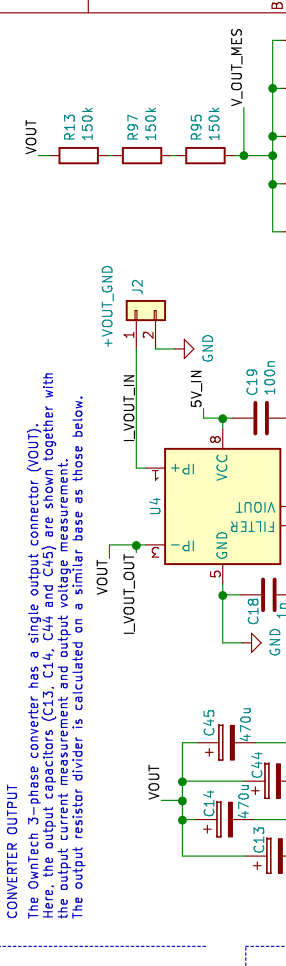 CONVERTER OUTPUT
The OwnTech 3-phase converter has a single output connector (VOUT).
Here, the output capacitors (C13, C14, C44 and C45) are shown together with
the output current measurement and output voltage measurement.
The output resistor divider is calculated on a similar base as those below.
VOUT
C45
470u
C14
470u
C44
C13
VOUT
I_VOUT_OUT
I_VOUT_IN
U4
3
IP-
1
IP+
5
GND
8
VCC
FILTER
VIOUT
GND
C18
5V_IN
C19
100n
+VOUT_GND
J2
1
2
GND
VOUT
R13
150k
R97
150k
R95
150k
V_OUT_MES
B